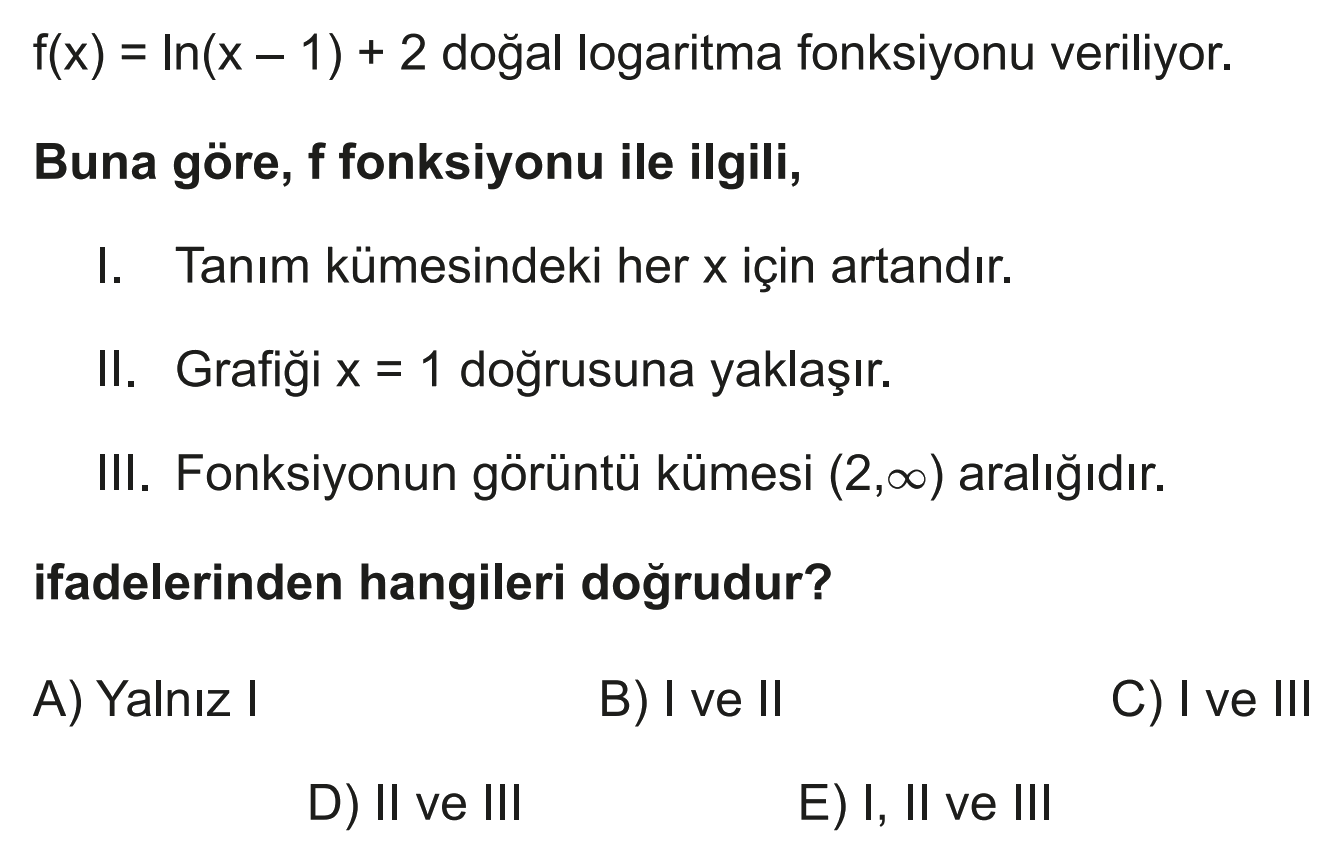 f(x) = ln(x – 1) + 2 doğal logaritma fonksiyonu veriliyor.
Buna göre, f fonksiyonu ile ilgili,
I. Tanım kümesindeki her x için artandır.
II. Grafiği x = 1 doğrusuna yaklaşır.
III. Fonksiyonun görüntü kümesi (2,∞) aralığıdır.
ifadelerinden hangileri doğrudur?
A) Yalnız I B) I ve II C) I ve III
D) II ve III E) I, II ve III